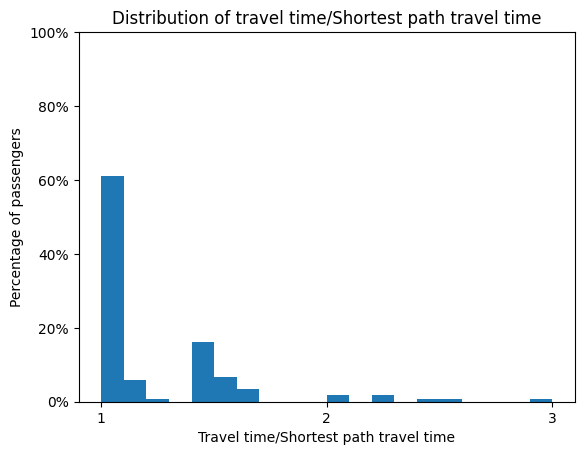 Distribution of travel time/Shortest path travel time
100%
80%
60%
40%
20%
0%
Percentage of passengers
1 2 3
Travel time/Shortest path travel time